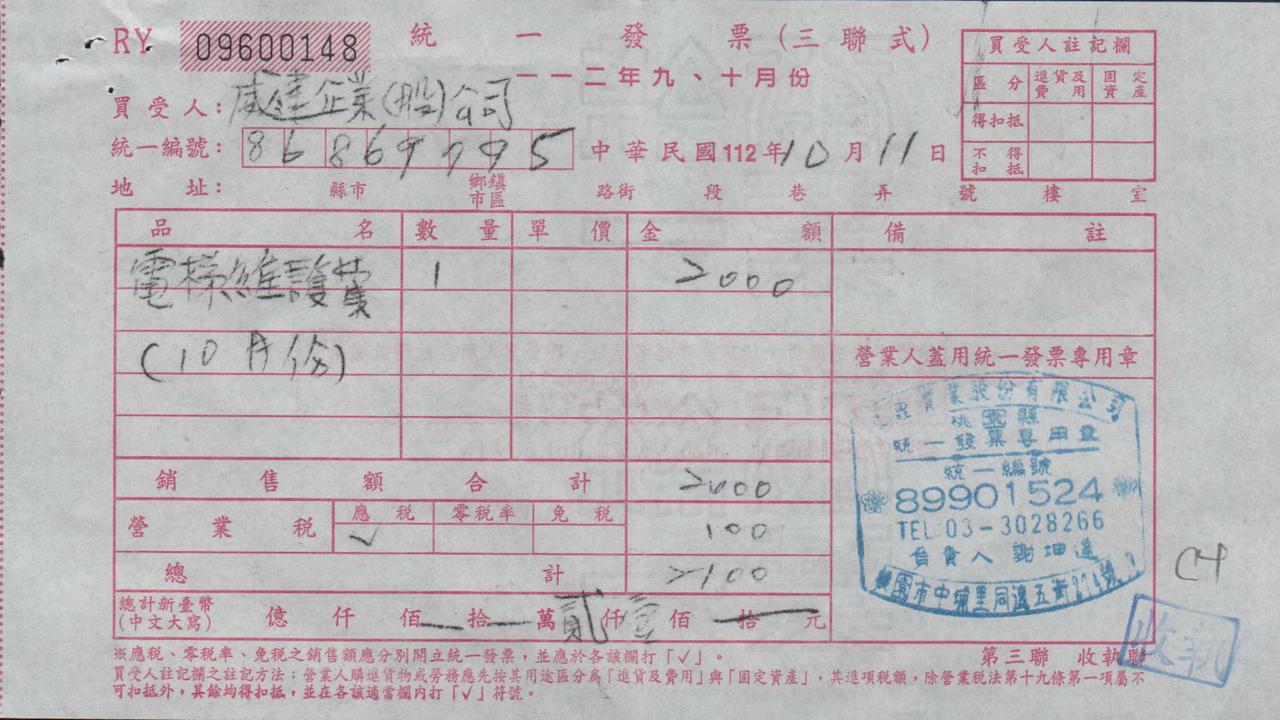 RY 09600148
統一發票(三聯式)
一一二年九、十月份
買受人: 威達企業(股)公司
統一編號: 86869995
中華民國112年10月11日
地址: 縣市 鄉鎮市區 路街 段 巷 弄 號 樓 室
買受人註記欄
區分 進貨及費用 固定資產
得扣抵
不得扣抵
品名 數量 單價 金額 備註
電梯維護費 1 2000
(10月份)
營業人蓋用統一發票專用章
實業股份有限公司
桃園縣
統一發票專用章
統一編號
89901524
TEL:03-3028266
負責人 謝坤
桃園市中埔里同邁五街274號
銷售額合計 2000
應稅 零稅率 免稅
營業稅 ✓ 100
總計 2100
總計新臺幣
(中文大寫) 億 仟 佰 拾 萬 貳 仟 壹 佰 拾 元
C4
※應稅、零稅率、免稅之銷售額應分別開立統一發票,並應於各該欄打「✓」。
第三聯 收執聯
收執
買受人註記欄之註記方法:營業人購進貨物或勞務應先按其用途區分為「進貨及費用」與「固定資產」,其進項稅額,除營業稅法第十九條第一項屬不
可扣抵外,其餘均得扣抵,並在各該適當欄內打「✓」符號。